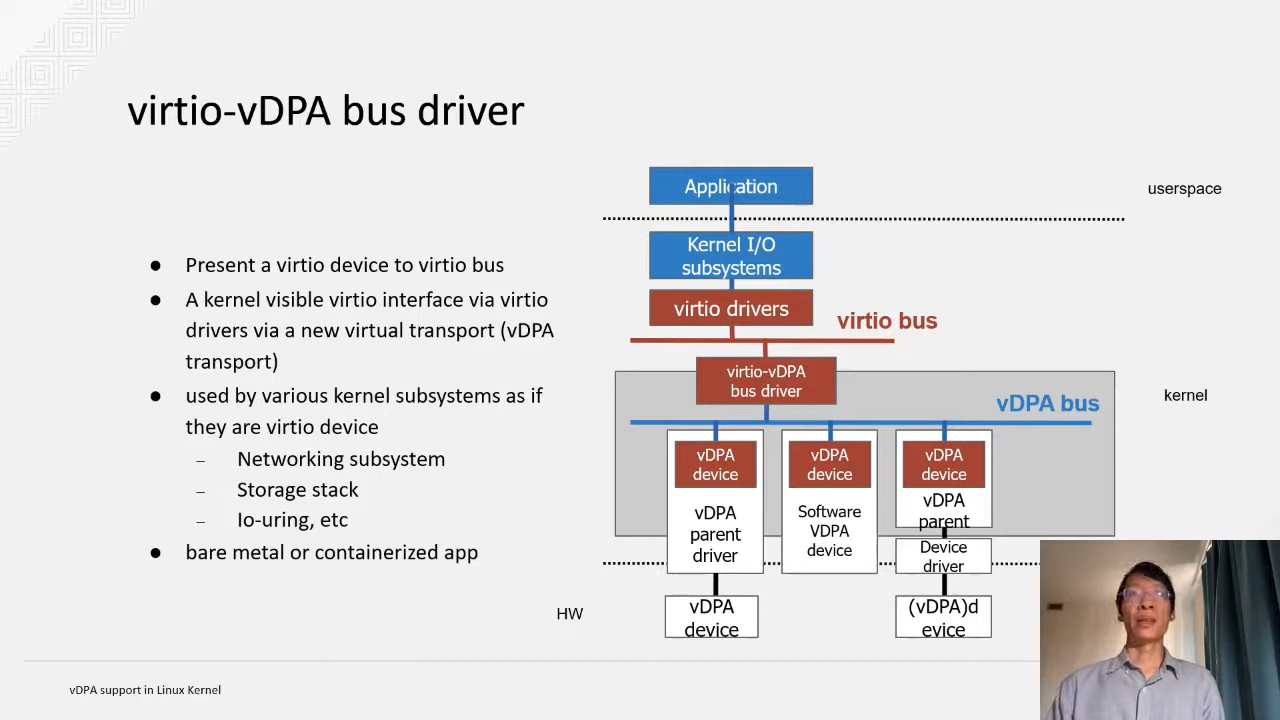 virtio-vDPA bus driver
● Present a virtio device to virtio bus
● A kernel visible virtio interface via virtio
drivers via a new virtual transport (vDPA
transport)
● used by various kernel subsystems as if
they are virtio device
– Networking subsystem
– Storage stack
– Io-uring, etc
● bare metal or containerized app
Application
userspace
Kernel I/O
subsystems
virtio drivers
virtio bus
virtio-vDPA
bus driver
kernel
vDPA bus
vDPA
device
vDPA
parent
driver
vDPA
device
Software
VDPA
device
vDPA
device
vDPA
parent
Device
driver
HW
vDPA
device
(vDPA)d
evice
vDPA support in Linux Kernel